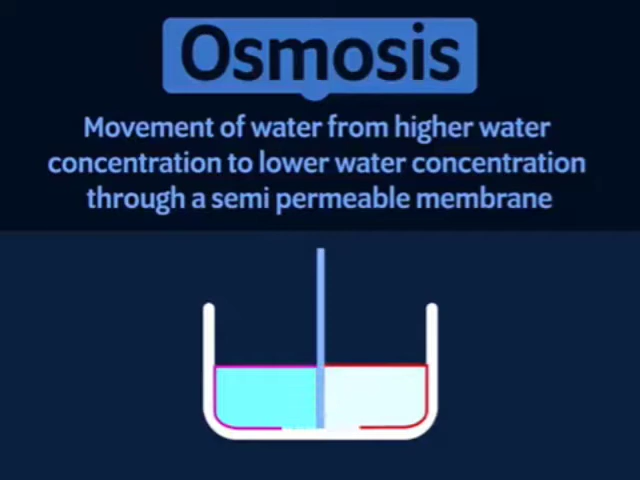 Osmosis
Movement of water from higher water
concentration to lower water concentration
through a semi permeable membrane